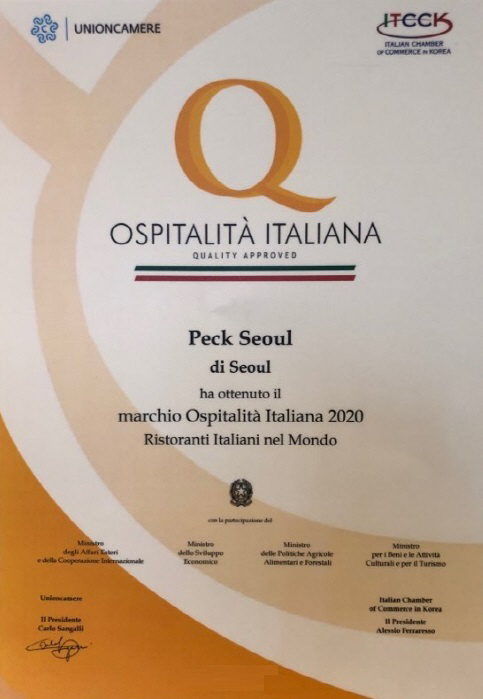 UNIONCAMERE
ITCCK
ITALIAN CHAMBER
OF COMMERCE IN KOREA
Q
OSPITALITÀ ITALIANA
QUALITY APPROVED
Peck Seoul
di Seoul
ha ottenuto il
marchio Ospitalità Italiana 2020
Ristoranti Italiani nel Mondo
con la partecipazione del
Ministro
degli Affari Esteri
e della Cooperazione Internazionale
Ministro
dello Sviluppo
Economico
Ministro
delle Politiche Agricole
Alimentari e Forestali
Ministro
per i Beni e le Attività
Culturali e per il Turismo
Unioncamere
Il Presidente
Carlo Sangalli
Italian Chamber
of Commerce in Korea
Il Presidente
Alessio Ferraresso